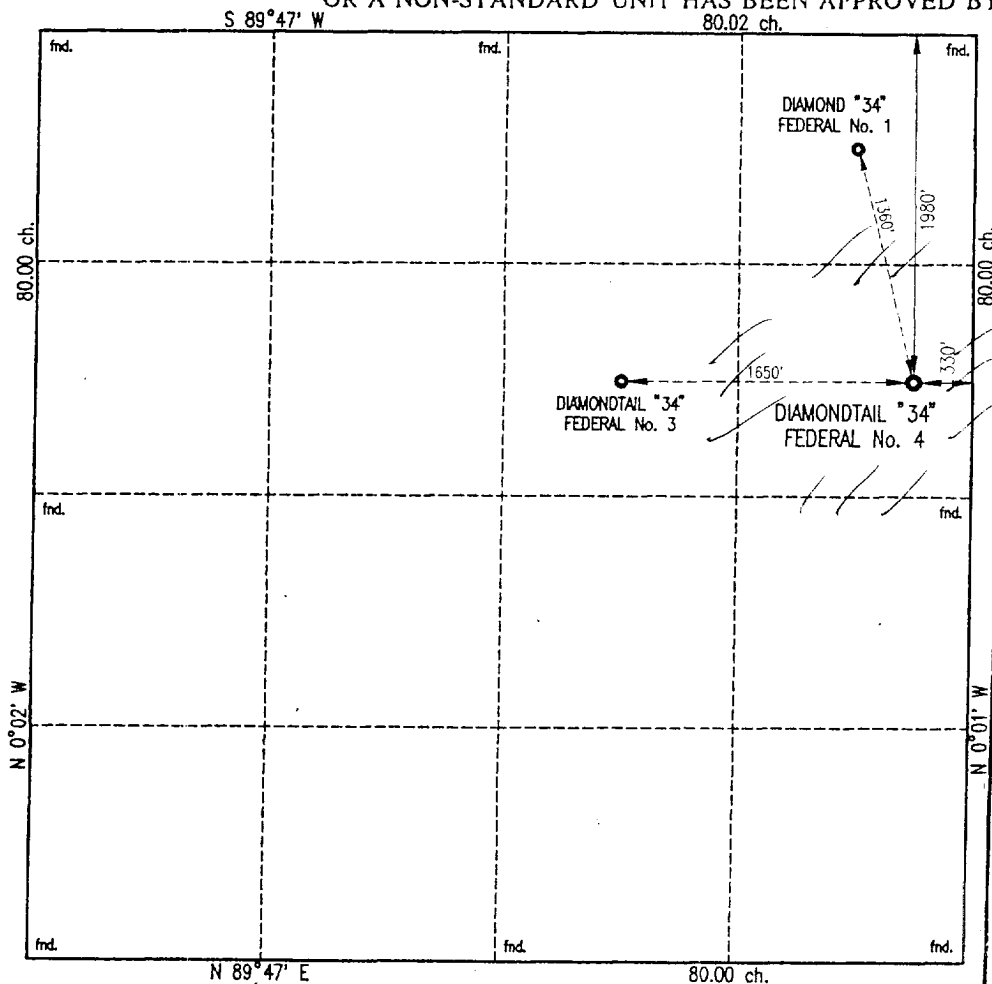 OR A NON-STANDARD UNIT HAS BEEN APPROVED BY
S 89°47' W
80.02 ch.
fnd.
fnd.
fnd.
DIAMOND "34"
FEDERAL No. 1
1360'
1980'
80.00 ch.
80.00 ch.
330'
1650'
DIAMONDTAIL "34"
FEDERAL No. 3
DIAMONDTAIL "34"
FEDERAL No. 4
fnd.
fnd.
N 0°02' W
N 0°01' W
fnd.
fnd.
fnd.
N 89°47' E
80.00 ch.